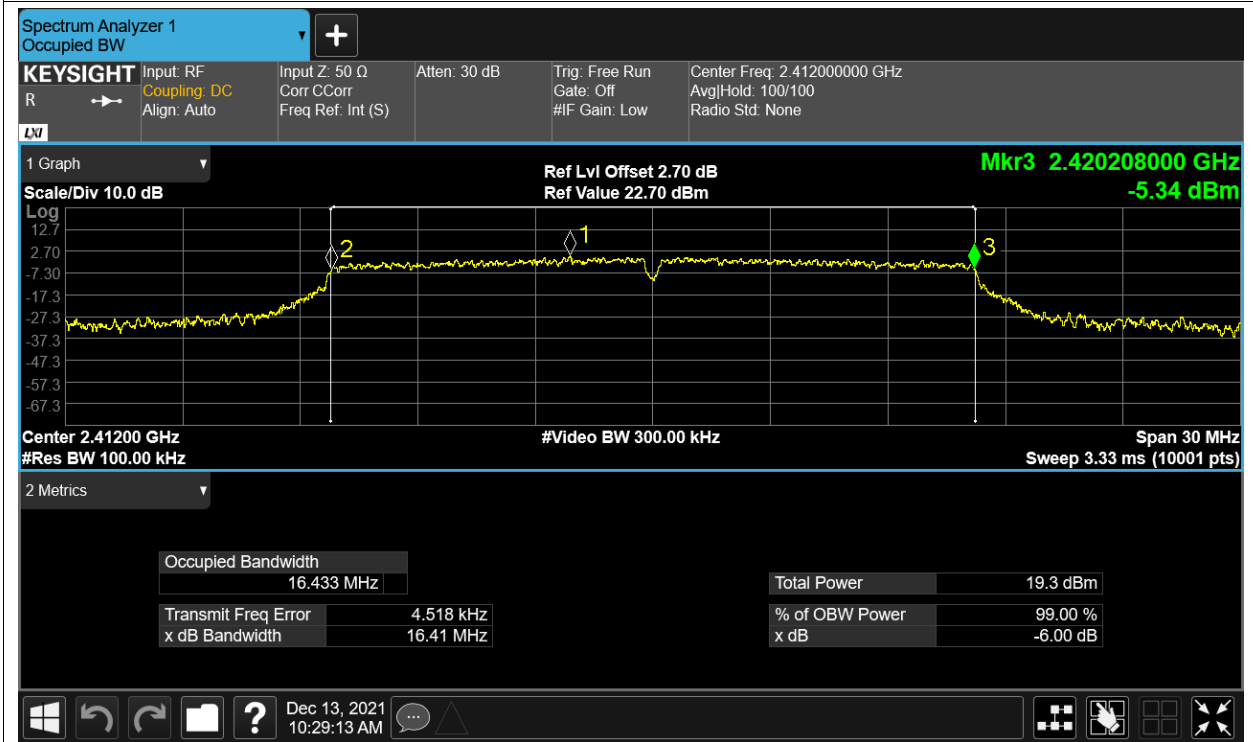 Spectrum Analyzer 1
Occupied BW
KEYSIGHT
R
LXI
Input: RF
Coupling: DC
Align: Auto
Input Z: 50 Ω
Corr CCorr
Freq Ref: Int (S)
Atten: 30 dB
Trig: Free Run
Gate: Off
#IF Gain: Low
Center Freq: 2.412000000 GHz
Avg|Hold: 100/100
Radio Std: None
1 Graph
Scale/Div 10.0 dB
Ref Lvl Offset 2.70 dB
Ref Value 22.70 dBm
Mkr3 2.420208000 GHz
-5.34 dBm
Log
12.7
2.70
-7.30
-17.3
-27.3
-37.3
-47.3
-57.3
-67.3
2
1
3
Center 2.41200 GHz
#Res BW 100.00 kHz
#Video BW 300.00 kHz
Span 30 MHz
Sweep 3.33 ms (10001 pts)
2 Metrics
Occupied Bandwidth
16.433 MHz
Transmit Freq Error 4.518 kHz
x dB Bandwidth 16.41 MHz
Total Power 19.3 dBm
% of OBW Power 99.00 %
x dB -6.00 dB
?
Dec 13, 2021
10:29:13 AM